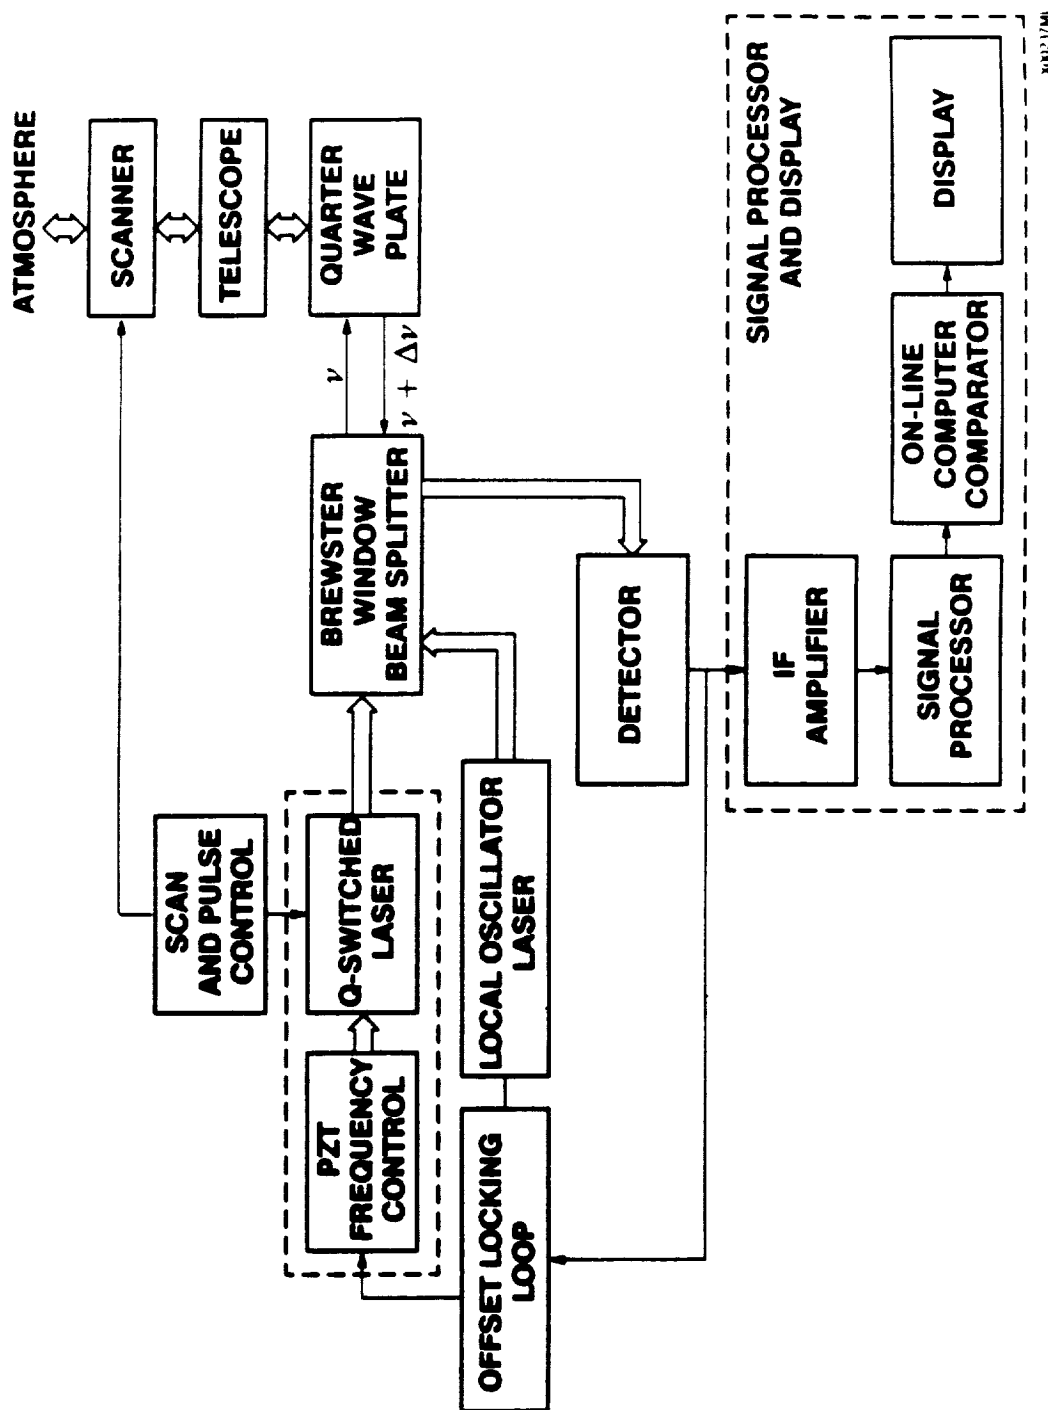 ATMOSPHERE
SCANNER
TELESCOPE
QUARTER
WAVE
PLATE
SCAN
AND PULSE
CONTROL
PZT
FREQUENCY
CONTROL
Q-SWITCHED
LASER
BREWSTER
WINDOW
BEAM SPLITTER
ν
ν + Δν
OFFSET LOCKING
LOOP
LOCAL OSCILLATOR
LASER
DETECTOR
SIGNAL PROCESSOR
AND DISPLAY
IF
AMPLIFIER
SIGNAL
PROCESSOR
ON-LINE
COMPUTER
COMPARATOR
DISPLAY